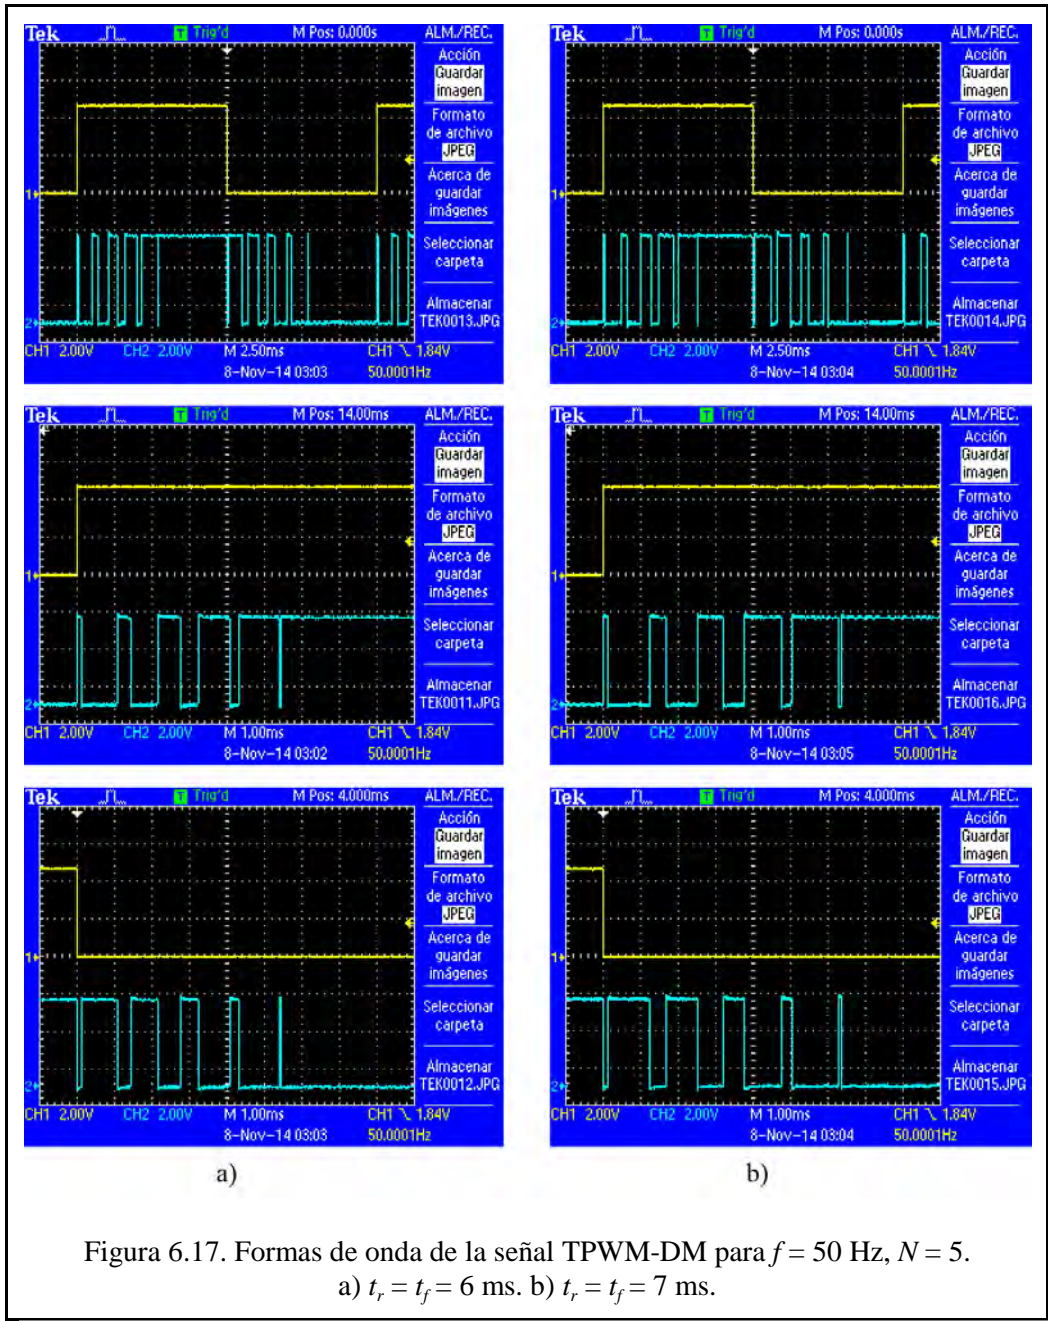 Tek Trig'd M Pos: 0.000s ALM./REC.
Acción
Guardar
imagen
Formato
de archivo
JPEG
Acerca de
guardar
imágenes
Seleccionar
carpeta
Almacenar
TEK0013.JPG
1
2
CH1 2.00V CH2 2.00V M 2.50ms CH1 1.84V
8-Nov-14 03:03 50.0001Hz
Tek Trig'd M Pos: 0.000s ALM./REC.
Acción
Guardar
imagen
Formato
de archivo
JPEG
Acerca de
guardar
imágenes
Seleccionar
carpeta
Almacenar
TEK0014.JPG
1
2
CH1 2.00V CH2 2.00V M 2.50ms CH1 1.84V
8-Nov-14 03:04 50.0001Hz
Tek Trig'd M Pos: 14.00ms ALM./REC.
Acción
Guardar
imagen
Formato
de archivo
JPEG
Acerca de
guardar
imágenes
Seleccionar
carpeta
Almacenar
TEK0011.JPG
1
2
CH1 2.00V CH2 2.00V M 1.00ms CH1 1.84V
8-Nov-14 03:02 50.0001Hz
Tek Trig'd M Pos: 14.00ms ALM./REC.
Acción
Guardar
imagen
Formato
de archivo
JPEG
Acerca de
guardar
imágenes
Seleccionar
carpeta
Almacenar
TEK0016.JPG
1
2
CH1 2.00V CH2 2.00V M 1.00ms CH1 1.84V
8-Nov-14 03:05 50.0001Hz
Tek Trig'd M Pos: 4.000ms ALM./REC.
Acción
Guardar
imagen
Formato
de archivo
JPEG
Acerca de
guardar
imágenes
Seleccionar
carpeta
Almacenar
TEK0012.JPG
1
2
CH1 2.00V CH2 2.00V M 1.00ms CH1 1.84V
8-Nov-14 03:03 50.0001Hz
Tek Trig'd M Pos: 4.000ms ALM./REC.
Acción
Guardar
imagen
Formato
de archivo
JPEG
Acerca de
guardar
imágenes
Seleccionar
carpeta
Almacenar
TEK0015.JPG
1
2
CH1 2.00V CH2 2.00V M 1.00ms CH1 1.84V
8-Nov-14 03:04 50.0001Hz
a) b)
Figura 6.17. Formas de onda de la señal TPWM-DM para f = 50 Hz, N = 5.
a) tr = tf = 6 ms. b) tr = tf = 7 ms.